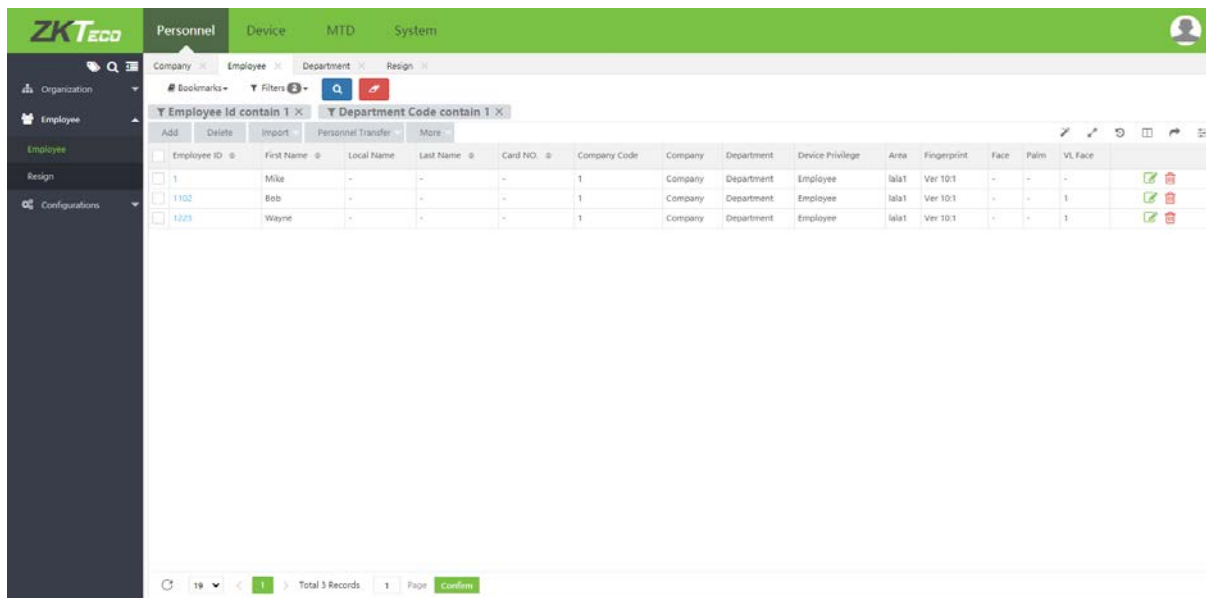 ZKTECO
Personnel Device MTD System
Company × Employee × Department × Resign ×
Organization
Bookmarks Filters 2
Employee
Employee Id contain 1 × Department Code contain 1 ×
Add Delete Import Personnel Transfer More
Employee
Employee ID First Name Local Name Last Name Card NO. Company Code Company Department Device Privilege Area Fingerprint Face Palm VL Face
Resign
1 Mike - - - 1 Company Department Employee lala1 Ver 10:1 - - -
1102 Bob - - - 1 Company Department Employee lala1 Ver 10:1 - - 1
Configurations
Wayne - - - 1 Company Department Employee lala1 Ver 10:1 - - 1
19 < 1 > Total 3 Records 1 Page Confirm